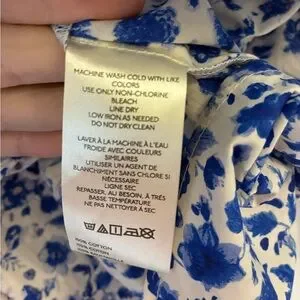 MACHINE WASH COLD WITH LIKE
COLORS
USE ONLY NON-CHLORINE
BLEACH
LINE DRY
LOW IRON AS NEEDED
DO NOT DRY CLEAN
LAVER À LA MACHINE À L'EAU
FROIDE AVEC COULEURS
SIMILAIRES
UTILISER UN AGENT DE
BLANCHIMENT SANS CHLORE SI
NÉCESSAIRE
LIGNE SEC
REPASSER, AU BESOIN, À TRÈS
BASSE TEMPÉRATURE
NE PAS NETTOYER À SEC
100% COTTON
100% COTON